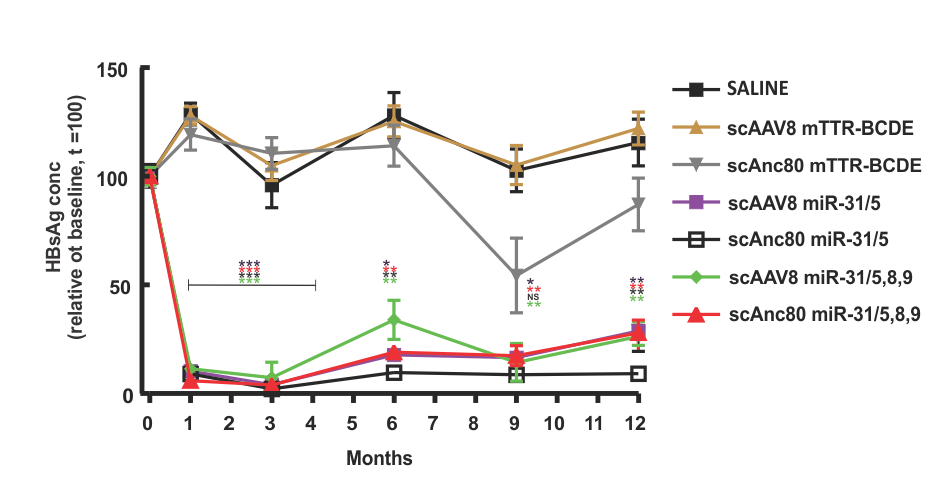 HBsAg conc
(relative ot baseline, t =100)
150
100
50
0
***
***
***
***
*
**
**
**
*
**
NS
**
**
**
**
**
0 1 2 3 4 5 6 7 8 9 10 11 12
Months
SALINE
scAAV8 mTTR-BCDE
scAnc80 mTTR-BCDE
scAAV8 miR-31/5
scAnc80 miR-31/5
scAAV8 miR-31/5,8,9
scAnc80 miR-31/5,8,9